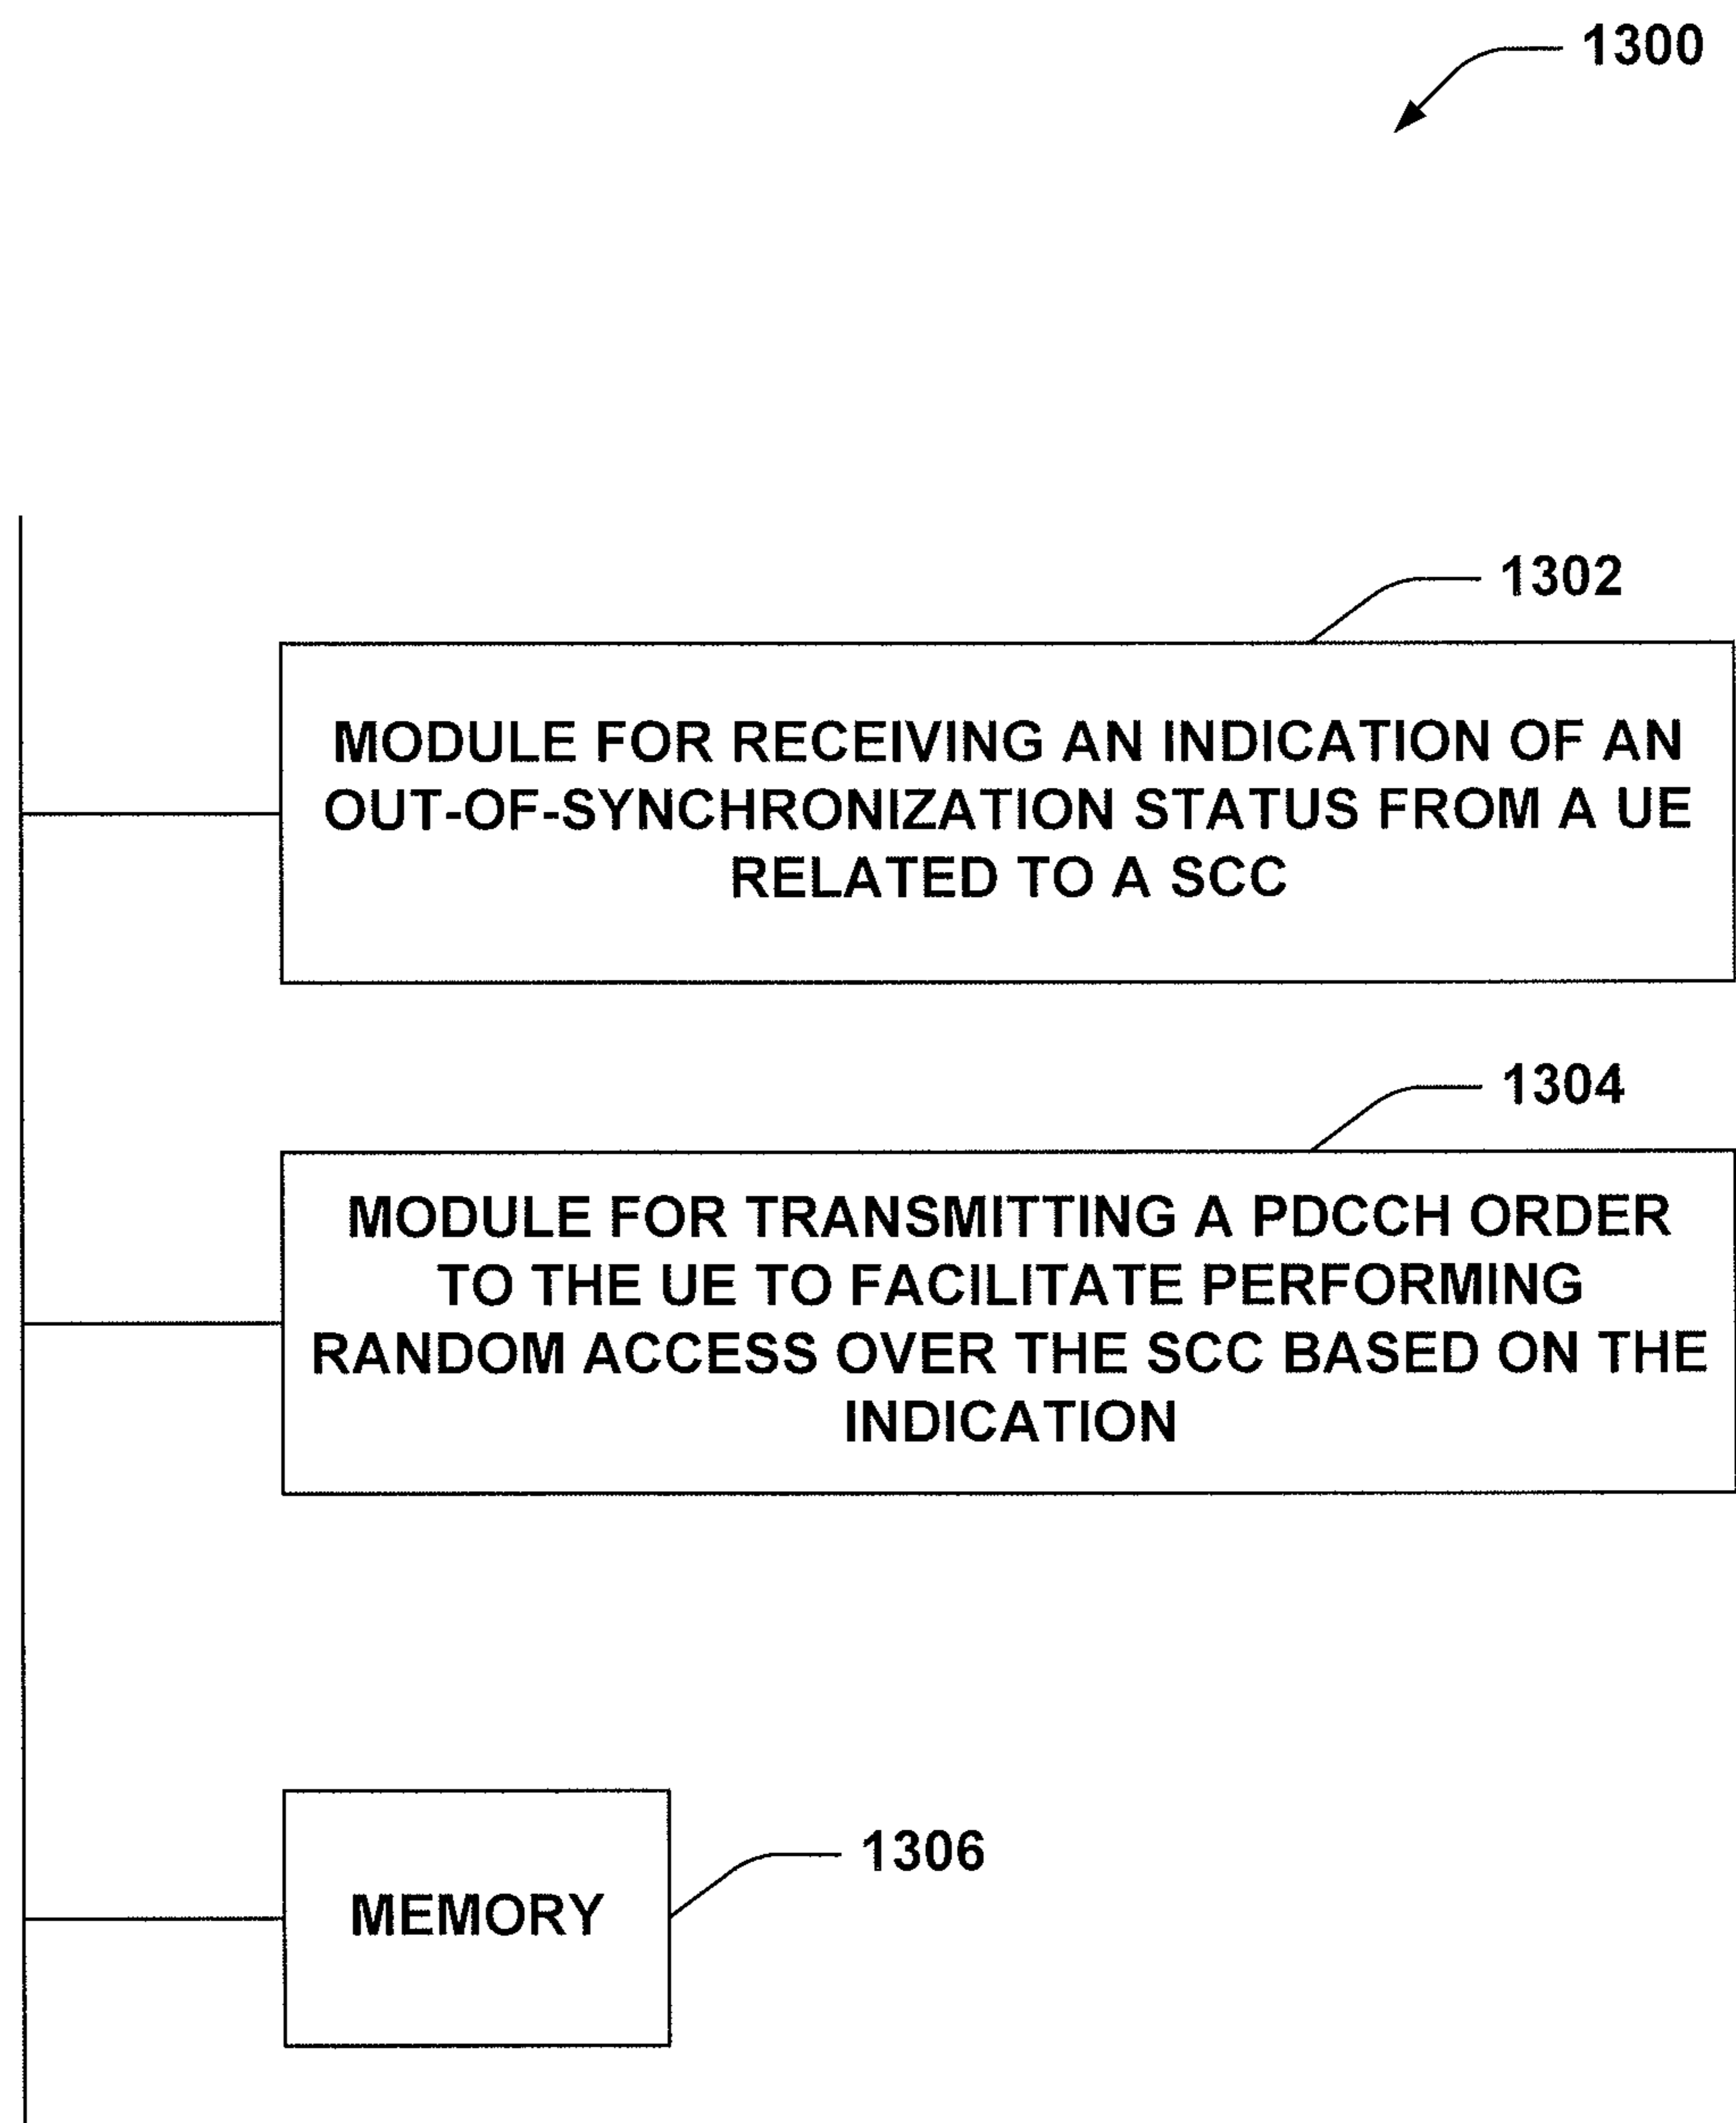 1300
1302
MODULE FOR RECEIVING AN INDICATION OF AN
OUT-OF-SYNCHRONIZATION STATUS FROM A UE
RELATED TO A SCC
1304
MODULE FOR TRANSMITTING A PDCCH ORDER
TO THE UE TO FACILITATE PERFORMING
RANDOM ACCESS OVER THE SCC BASED ON THE
INDICATION
1306
MEMORY